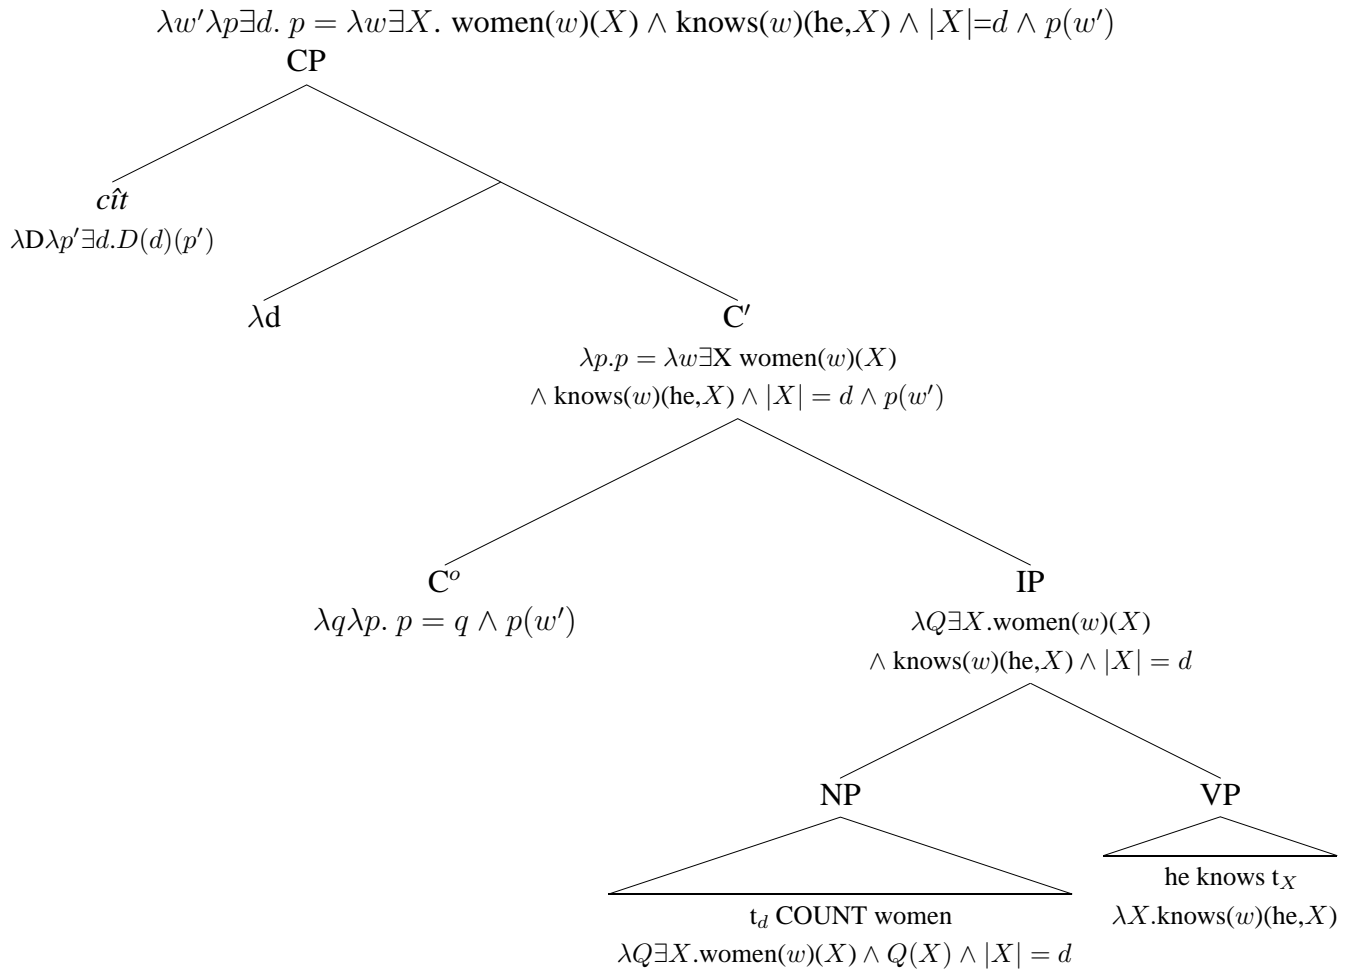 λw′λp∃d. p = λw∃X. women(w)(X) ∧ knows(w)(he,X) ∧ |X|=d ∧ p(w′)
CP
cît
λDλp′∃d.D(d)(p′)
λd
C′
λp.p = λw∃X women(w)(X)
∧ knows(w)(he,X) ∧ |X| = d ∧ p(w′)
Cᵒ
λqλp. p = q ∧ p(w′)
IP
λQ∃X.women(w)(X)
∧ knows(w)(he,X) ∧ |X| = d
NP
VP
t_d COUNT women
λQ∃X.women(w)(X) ∧ Q(X) ∧ |X| = d
he knows t_X
λX.knows(w)(he,X)